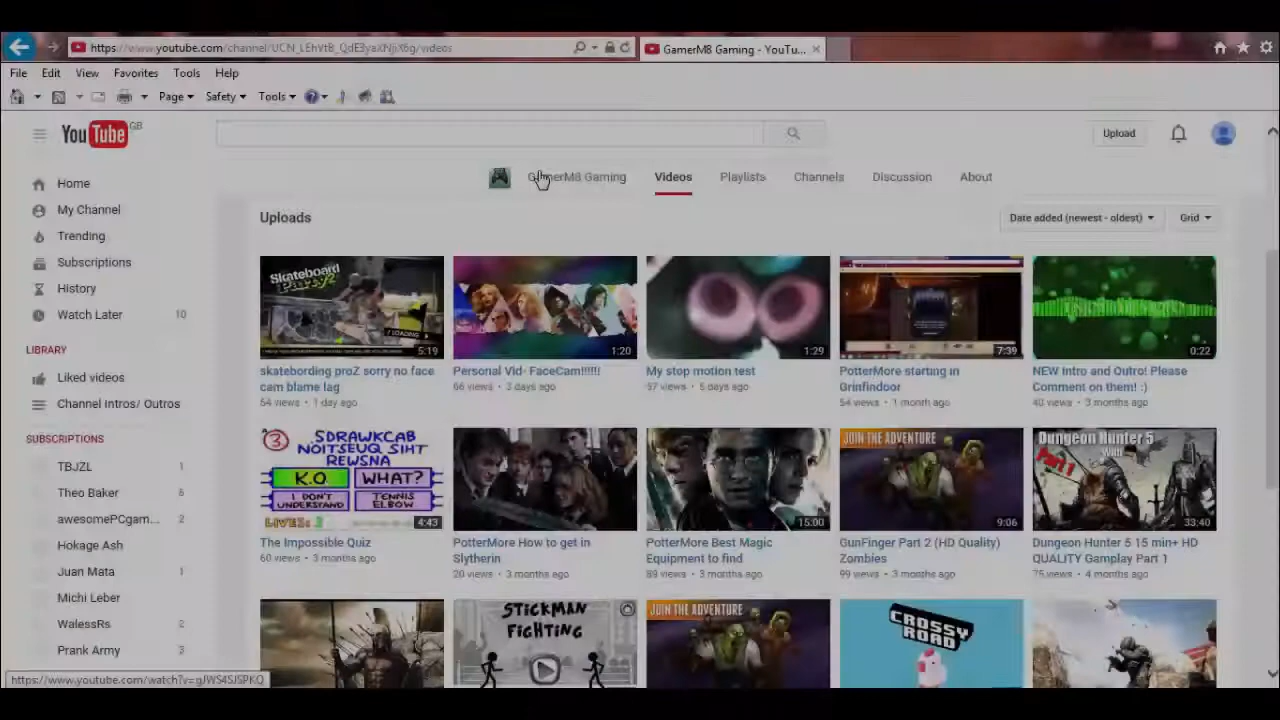 https://www.youtube.com/channel/UCN_LEhVtB_QdE3yaXNjiX6g/videos
GamerM8 Gaming - YouTu...
File Edit View Favorites Tools Help
Page Safety Tools
YouTube GB
Upload
GamerM8 Gaming Videos Playlists Channels Discussion About
Home
My Channel
Trending
Subscriptions
History
Watch Later 10
LIBRARY
Liked videos
Channel Intros/ Outros
SUBSCRIPTIONS
TBJZL 1
Theo Baker 6
awesomePCgam... 2
Hokage Ash
Juan Mata 1
Michi Leber
WalessRs 2
Prank Army 3
Uploads
Date added (newest - oldest) Grid
Skateboard
Party 2
LOADING
5:19
1:20
1:29
7:39
0:22
skatebording proZ sorry no face
cam blame lag
54 views • 1 day ago
Personal Vid- FaceCam!!!!!!
66 views • 3 days ago
My stop motion test
37 views • 5 days ago
PotterMore starting in
Grinfindoor
54 views • 1 month ago
NEW Intro and Outro! Please
Comment on them! :)
40 views • 3 months ago
3
SDRAWKCAB
NOITSEUQ SIHT
REWSNA
K.O. WHAT?
I DON'T
UNDERSTAND
TENNIS
ELBOW
LIVES: 3
4:43
15:00
JOIN THE ADVENTURE
9:06
Dungeon Hunter 5
With
Part 1
33:40
The Impossible Quiz
60 views • 3 months ago
PotterMore How to get in
Slytherin
20 views • 3 months ago
PotterMore Best Magic
Equipment to find
89 views • 3 months ago
GunFinger Part 2 (HD Quality)
Zombies
99 views • 3 months ago
Dungeon Hunter 5 15 min+ HD
QUALITY Gamplay Part 1
75 views • 4 months ago
STICKMAN
FIGHTING
JOIN THE ADVENTURE
CROSSY
ROAD
https://www.youtube.com/watch?v=gJWS4SJSPKQ